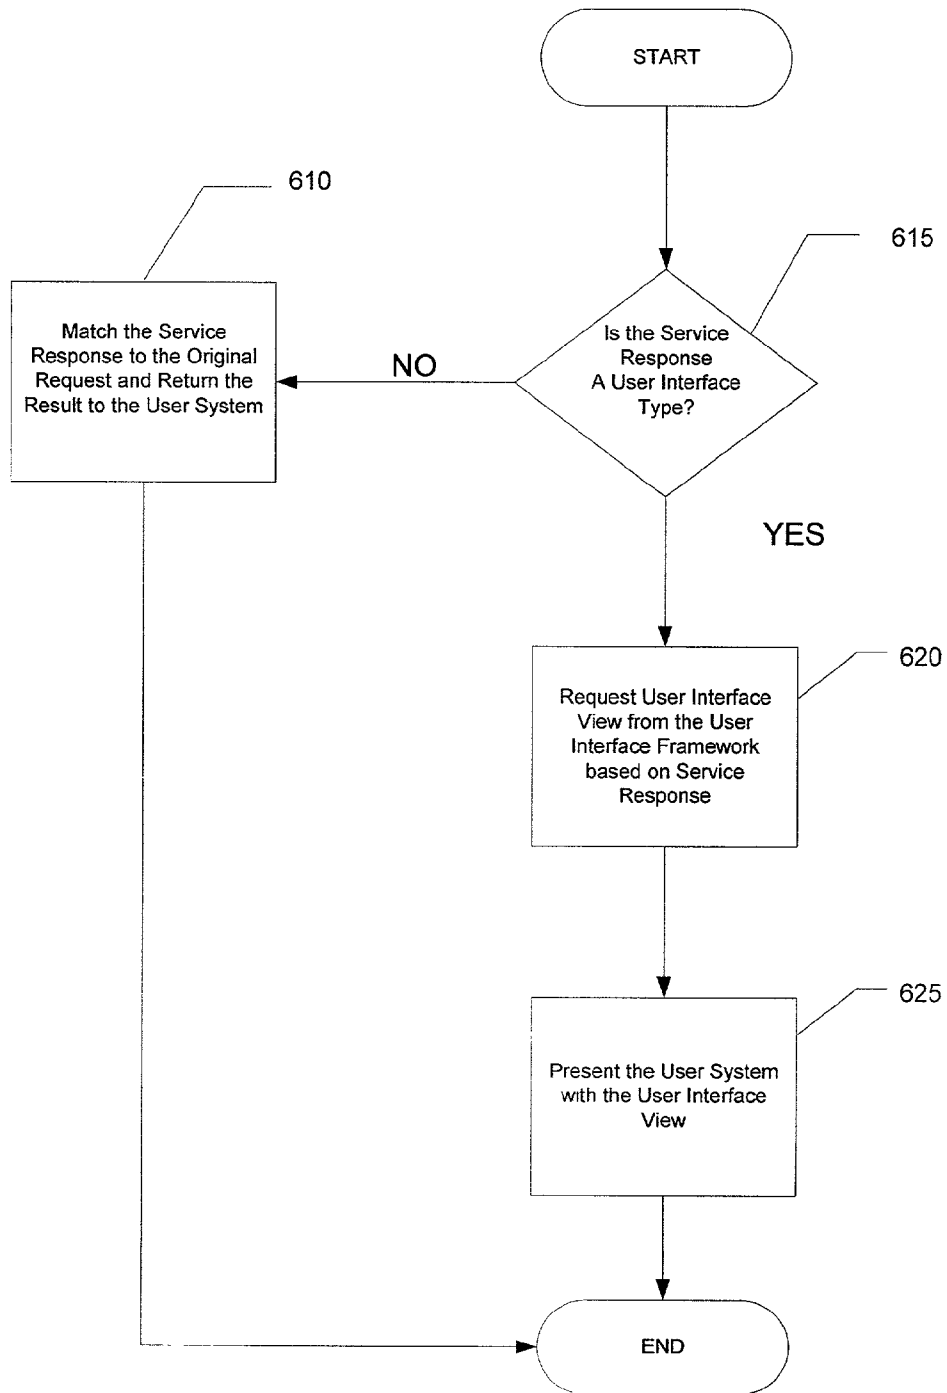 START
610
615
Match the Service
Response to the Original
Request and Return the
Result to the User System
NO
Is the Service
Response
A User Interface
Type?
YES
620
Request User Interface
View from the User
Interface Framework
based on Service
Response
625
Present the User System
with the User Interface
View
END